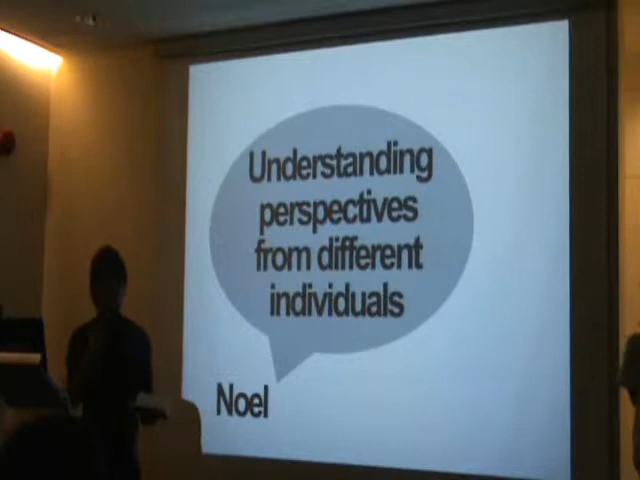 Understanding
perspectives
from different
individuals
Noel